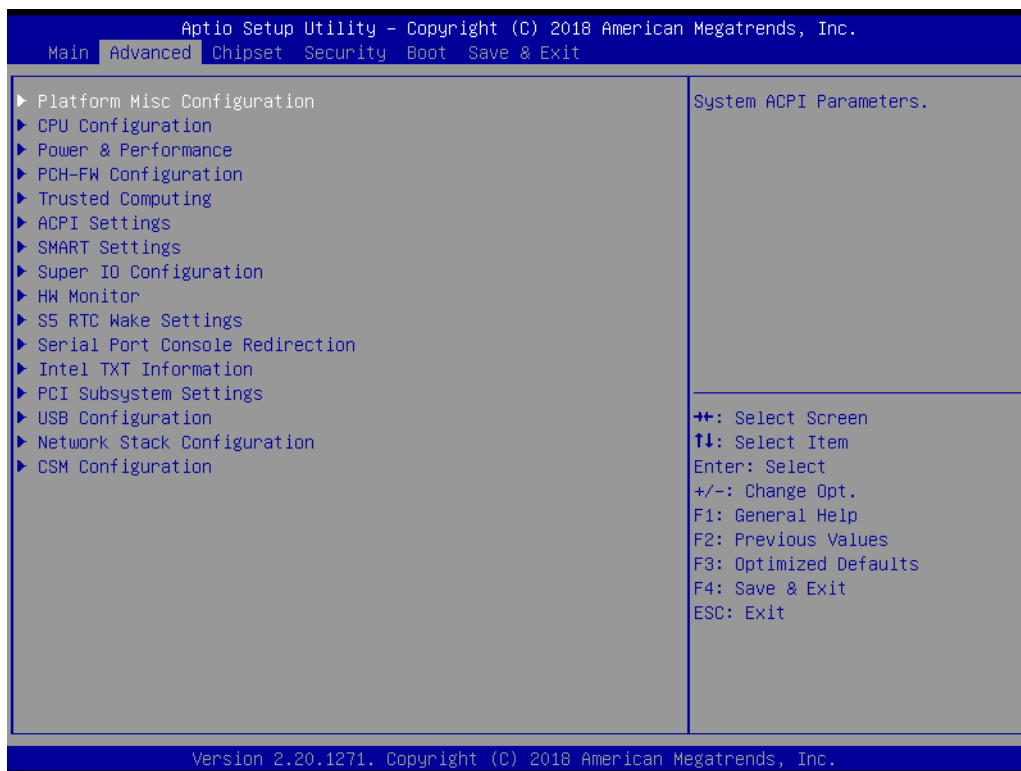 Aptio Setup Utility – Copyright (C) 2018 American Megatrends, Inc.
Main Advanced Chipset Security Boot Save & Exit
▶ Platform Misc Configuration
▶ CPU Configuration
▶ Power & Performance
▶ PCH-FW Configuration
▶ Trusted Computing
▶ ACPI Settings
▶ SMART Settings
▶ Super IO Configuration
▶ HW Monitor
▶ S5 RTC Wake Settings
▶ Serial Port Console Redirection
▶ Intel TXT Information
▶ PCI Subsystem Settings
▶ USB Configuration
▶ Network Stack Configuration
▶ CSM Configuration
System ACPI Parameters.
→←: Select Screen
↑↓: Select Item
Enter: Select
+/-: Change Opt.
F1: General Help
F2: Previous Values
F3: Optimized Defaults
F4: Save & Exit
ESC: Exit
Version 2.20.1271. Copyright (C) 2018 American Megatrends, Inc.